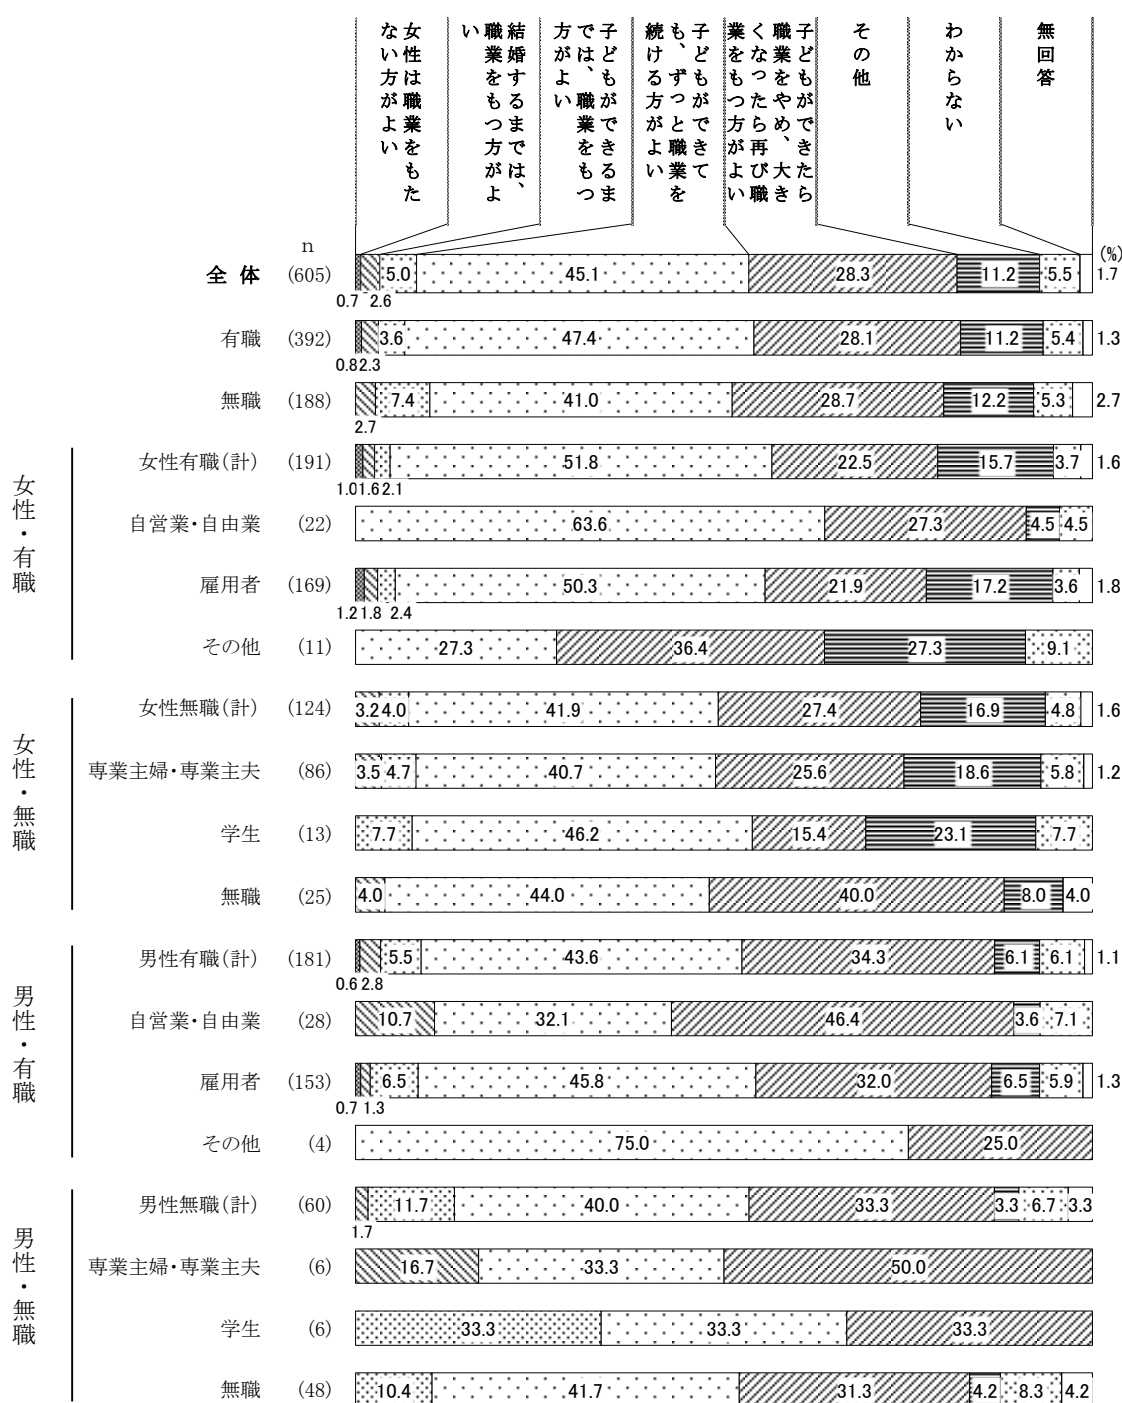 女性は職業をもた
ない方がよい
結婚するまでは、
職業をもつ方がよ
い
子どもができるま
では、職業をもつ
方がよい
子どもができて
も、ずっと職業を
続ける方がよい
子どもができたら
職業をやめ、大き
くなったら再び職
業をもつ方がよい
その他
わからない
無回答
n
(%)
全体 (605) 5.0 45.1 28.3 11.2 5.5 1.7
0.7 2.6
有職 (392) 3.6 47.4 28.1 11.2 5.4 1.3
0.8 2.3
無職 (188) 7.4 41.0 28.7 12.2 5.3 2.7
2.7
女性・有職
女性有職(計) (191) 51.8 22.5 15.7 3.7 1.6
1.0 1.6 2.1
自営業・自由業 (22) 63.6 27.3 4.5 4.5
雇用者 (169) 50.3 21.9 17.2 3.6 1.8
1.2 1.8 2.4
その他 (11) 27.3 36.4 27.3 9.1
女性・無職
女性無職(計) (124) 3.2 4.0 41.9 27.4 16.9 4.8 1.6
専業主婦・専業主夫 (86) 3.5 4.7 40.7 25.6 18.6 5.8 1.2
学生 (13) 7.7 46.2 15.4 23.1 7.7
無職 (25) 4.0 44.0 40.0 8.0 4.0
男性・有職
男性有職(計) (181) 5.5 43.6 34.3 6.1 6.1 1.1
0.6 2.8
自営業・自由業 (28) 10.7 32.1 46.4 3.6 7.1
雇用者 (153) 6.5 45.8 32.0 6.5 5.9 1.3
0.7 1.3
その他 (4) 75.0 25.0
男性・無職
男性無職(計) (60) 11.7 40.0 33.3 3.3 6.7 3.3
1.7
専業主婦・専業主夫 (6) 16.7 33.3 50.0
学生 (6) 33.3 33.3 33.3
無職 (48) 10.4 41.7 31.3 4.2 8.3 4.2